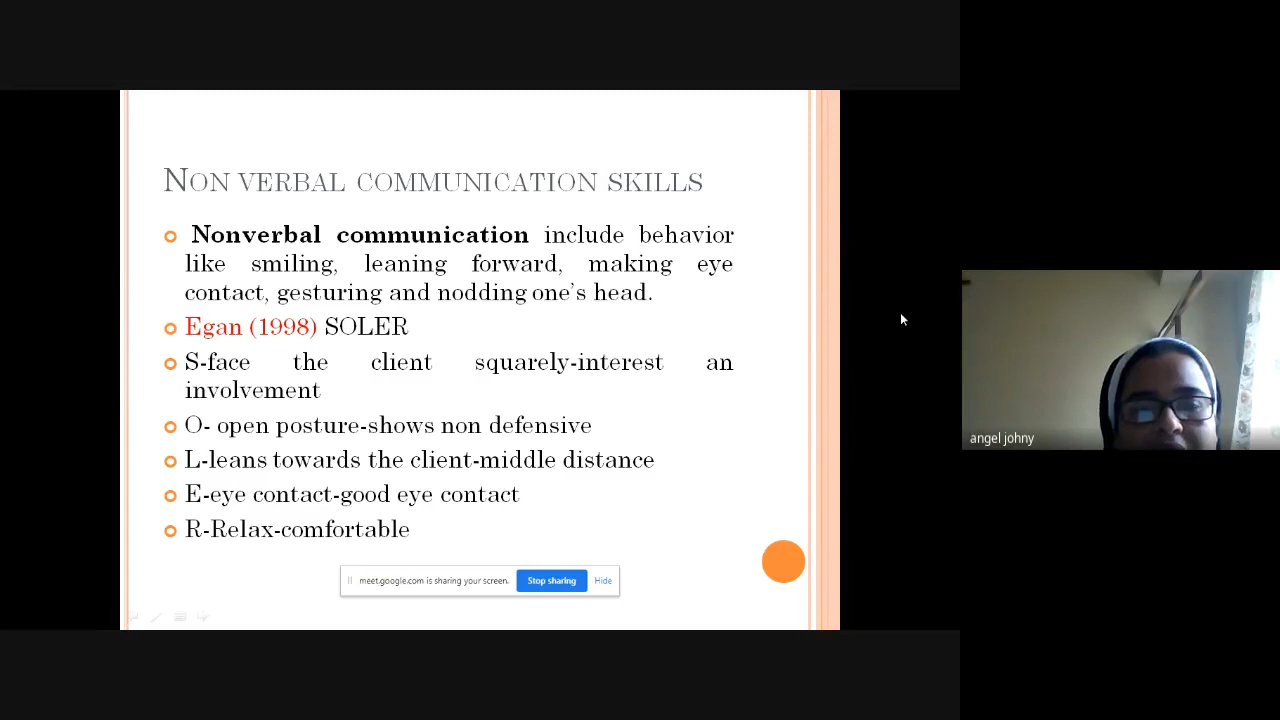 NON VERBAL COMMUNICATION SKILLS
Nonverbal communication include behavior
like smiling, leaning forward, making eye
contact, gesturing and nodding one's head.
Egan (1998) SOLER
S-face the client squarely-interest an
involvement
O- open posture-shows non defensive
L-leans towards the client-middle distance
E-eye contact-good eye contact
R-Relax-comfortable
meet.google.com is sharing your screen. Stop sharing Hide
angel johny